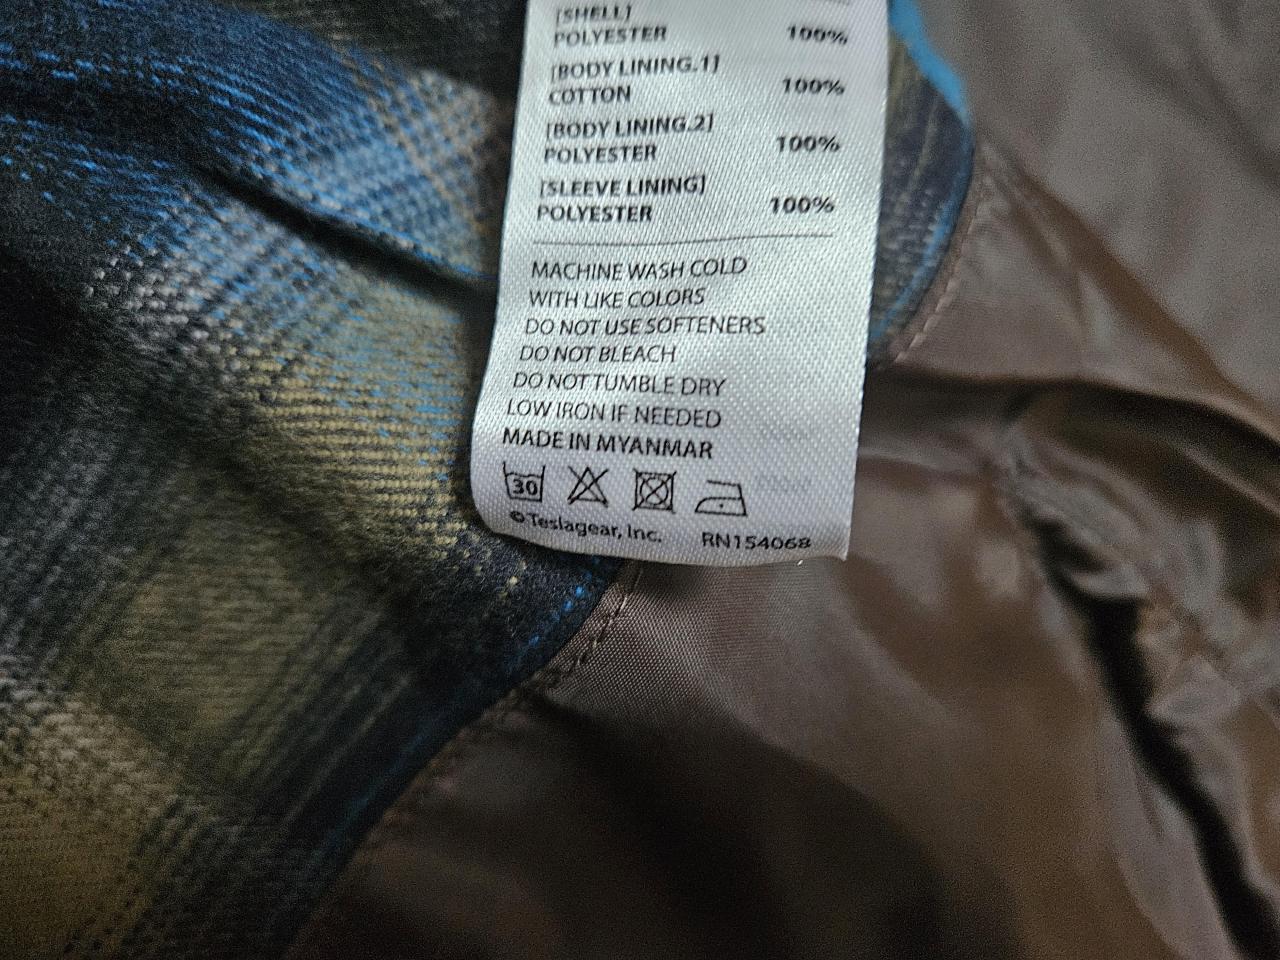 [SHELL]
POLYESTER 100%
[BODY LINING.1]
COTTON 100%
[BODY LINING.2]
POLYESTER 100%
[SLEEVE LINING]
POLYESTER 100%
MACHINE WASH COLD
WITH LIKE COLORS
DO NOT USE SOFTENERS
DO NOT BLEACH
DO NOT TUMBLE DRY
LOW IRON IF NEEDED
MADE IN MYANMAR
30
© Teslagear, Inc. RN154068